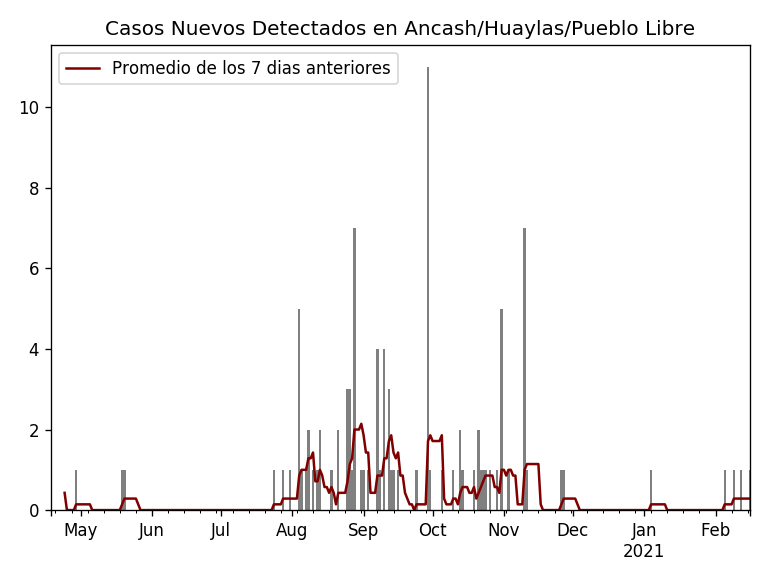 Casos Nuevos Detectados en Ancash/Huaylas/Pueblo Libre
Promedio de los 7 dias anteriores
10
8
6
4
2
0
May Jun Jul Aug Sep Oct Nov Dec Jan Feb
2021